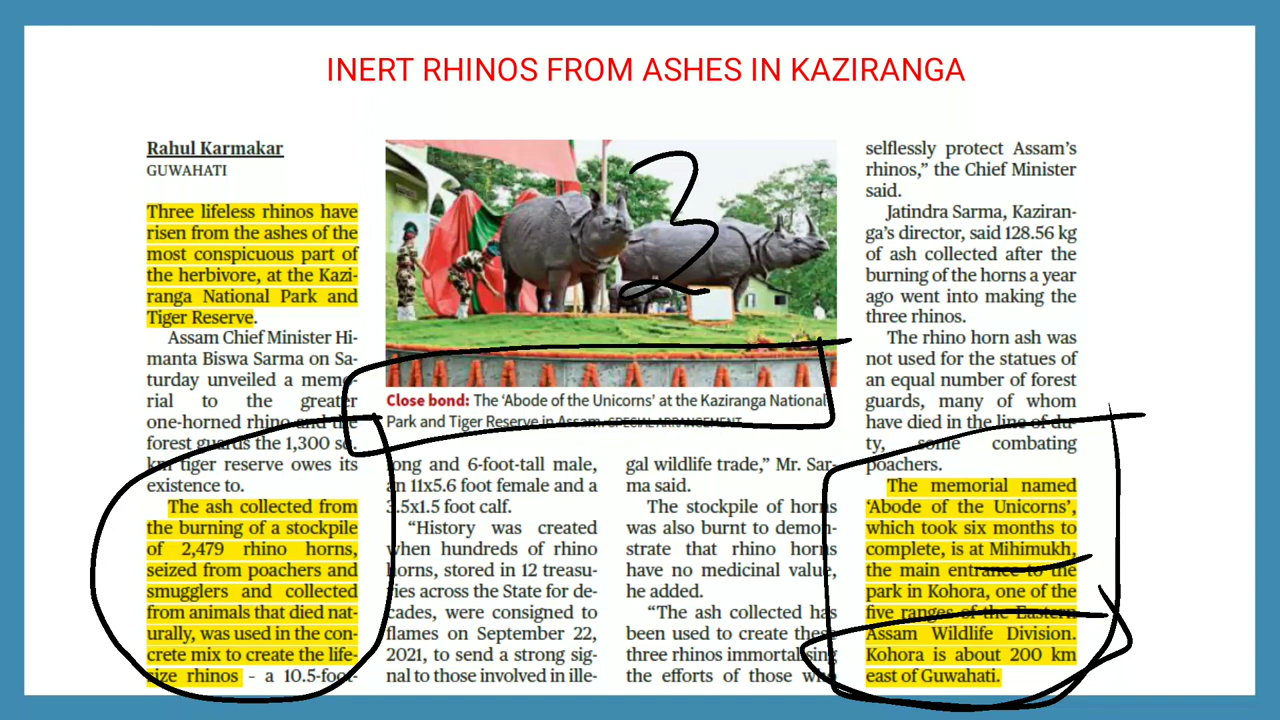 INERT RHINOS FROM ASHES IN KAZIRANGA
Rahul Karmakar
GUWAHATI
Three lifeless rhinos have
risen from the ashes of the
most conspicuous part of
the herbivore, at the Kazi-
ranga National Park and
Tiger Reserve.
Assam Chief Minister Hi-
manta Biswa Sarma on Sa-
turday unveiled a memo-
rial to the greater
one-horned rhino and the
forest guards the 1,300 sq.
km tiger reserve owes its
existence to.
The ash collected from
the burning of a stockpile
of 2,479 rhino horns,
seized from poachers and
smugglers and collected
from animals that died nat-
urally, was used in the con-
crete mix to create the life-
size rhinos - a 10.5-foot-
3
Close bond: The ‘Abode of the Unicorns’ at the Kaziranga National
Park and Tiger Reserve in Assam. SPECIAL ARRANGEMENT
long and 6-foot-tall male,
an 11x5.6 foot female and a
3.5x1.5 foot calf.
“History was created
when hundreds of rhino
horns, stored in 12 treasu-
ries across the State for de-
cades, were consigned to
flames on September 22,
2021, to send a strong sig-
nal to those involved in ille-
gal wildlife trade,” Mr. Sar-
ma said.
The stockpile of horns
was also burnt to demon-
strate that rhino horns
have no medicinal value,
he added.
“The ash collected has
been used to create these
three rhinos immortalising
the efforts of those who
selflessly protect Assam’s
rhinos,” the Chief Minister
said.
Jatindra Sarma, Kaziran-
ga’s director, said 128.56 kg
of ash collected after the
burning of the horns a year
ago went into making the
three rhinos.
The rhino horn ash was
not used for the statues of
an equal number of forest
guards, many of whom
have died in the line of du-
ty, some combating
poachers.
The memorial named
‘Abode of the Unicorns’,
which took six months to
complete, is at Mihimukh,
the main entrance to the
park in Kohora, one of the
five ranges of the Eastern
Assam Wildlife Division.
Kohora is about 200 km
east of Guwahati.